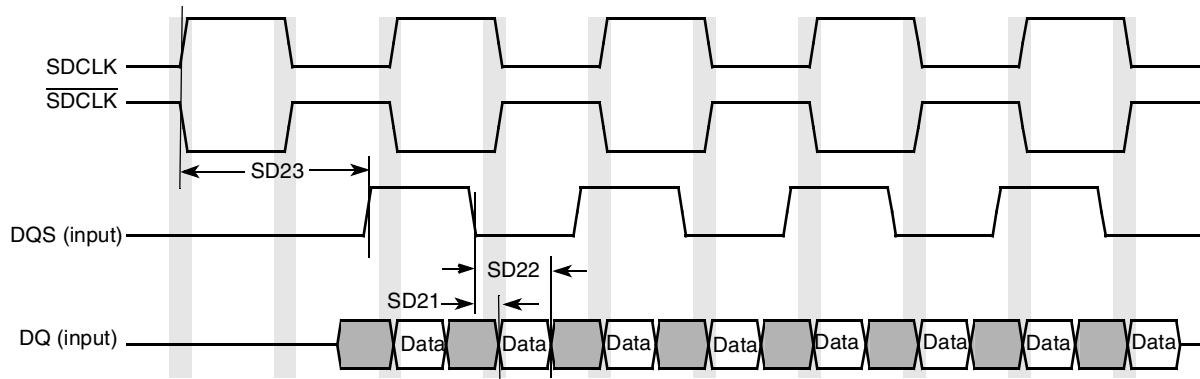 SDCLK
SDCLK
SD23
DQS (input)
SD22
SD21
DQ (input)
Data Data Data Data Data Data Data Data